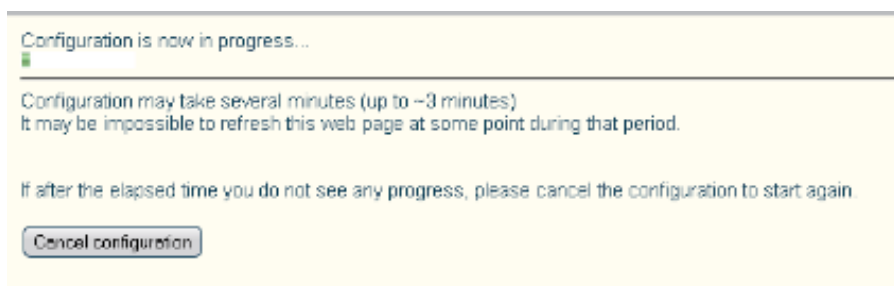 Configuration is now in progress...
Configuration may take several minutes (up to ~3 minutes)
It may be impossible to refresh this web page at some point during that period.
If after the elapsed time you do not see any progress, please cancel the configuration to start again.
Cancel configuration